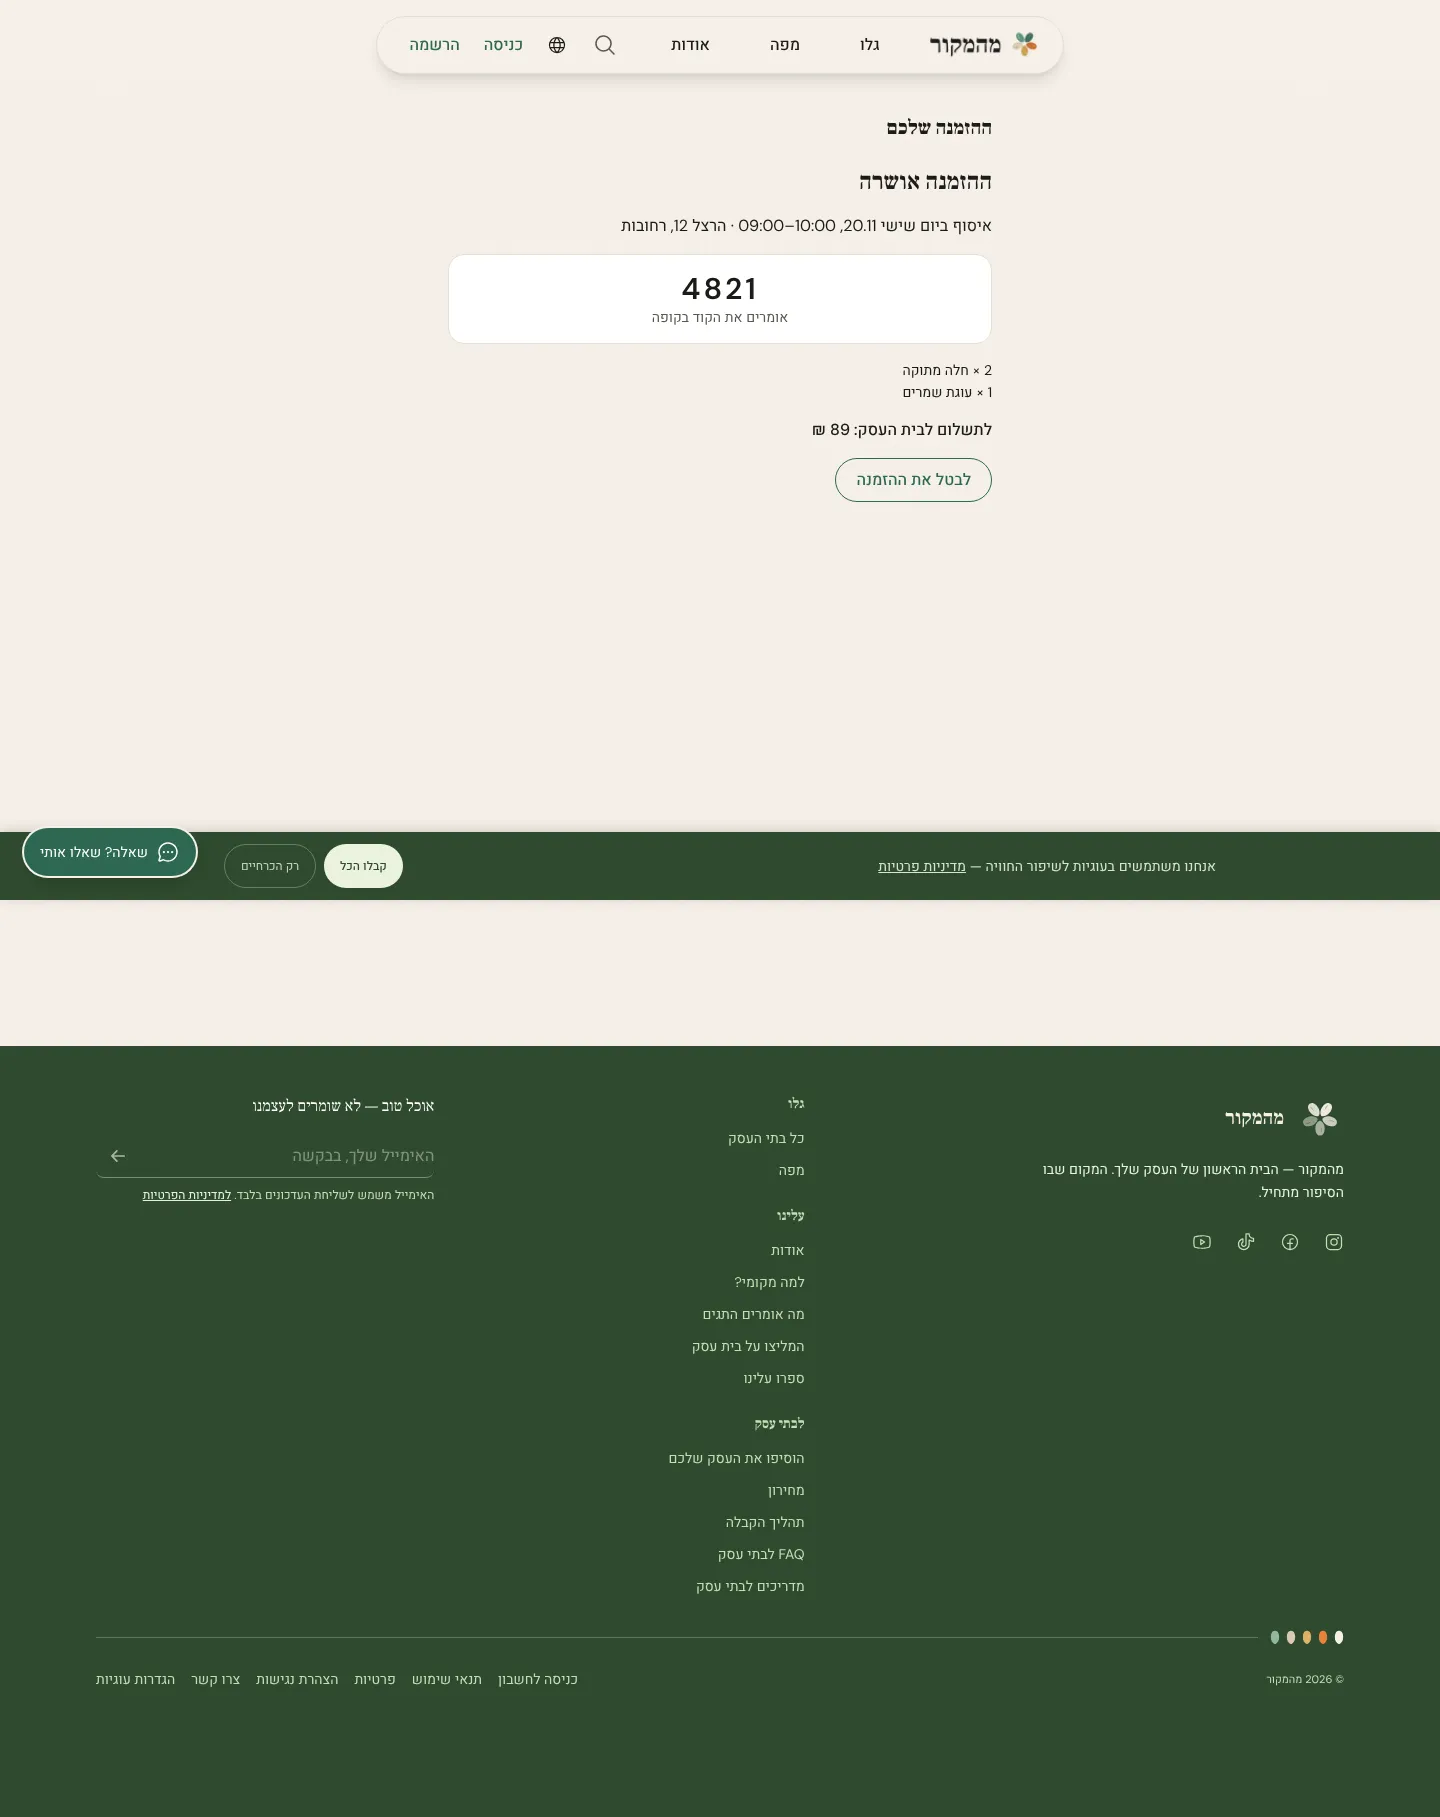 מהמקור
גלו
מפה
אודות
כניסה
הרשמה
ההזמנה שלכם
ההזמנה אושרה
איסוף ביום שישי 20.11, 09:00–10:00 · הרצל 12, רחובות
4821
אומרים את הקוד בקופה
2 × חלה מתוקה
1 × עוגת שמרים
לתשלום לבית העסק: 89 ₪
לבטל את ההזמנה
אנחנו משתמשים בעוגיות לשיפור החוויה — מדיניות פרטיות
קבלו הכל
רק הכרחיים
שאלה? שאלו אותי
מהמקור
מהמקור — הבית הראשון של העסק שלך. המקום שבו
הסיפור מתחיל.
גלו
כל בתי העסק
מפה
עלינו
אודות
למה מקומי?
מה אומרים התגים
המליצו על בית עסק
ספרו עלינו
לבתי עסק
הוסיפו את העסק שלכם
מחירון
תהליך הקבלה
FAQ לבתי עסק
מדריכים לבתי עסק
אוכל טוב — לא שומרים לעצמנו
האימייל שלך, בבקשה
האימייל משמש לשליחת העדכונים בלבד. למדיניות הפרטיות
© 2026 מהמקור
כניסה לחשבון
תנאי שימוש
פרטיות
הצהרת נגישות
צרו קשר
הגדרות עוגיות